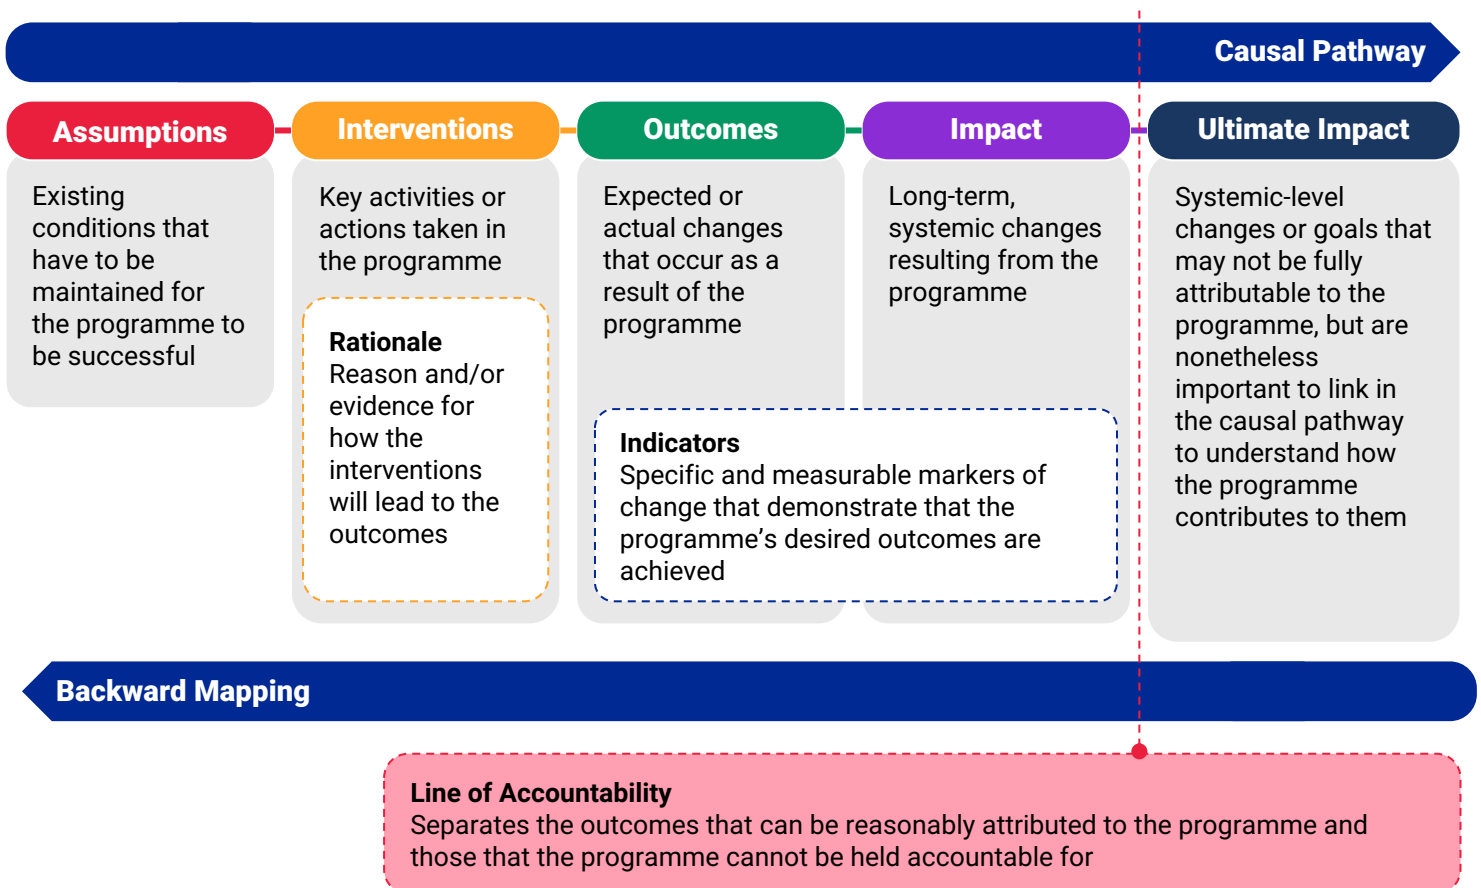 Causal Pathway
Assumptions
Existing
conditions that
have to be
maintained for
the programme to
be successful
Interventions
Key activities or
actions taken in
the programme
Rationale
Reason and/or
evidence for
how the
interventions
will lead to the
outcomes
Outcomes
Expected or
actual changes
that occur as a
result of the
programme
Impact
Long-term,
systemic changes
resulting from the
programme
Indicators
Specific and measurable markers of
change that demonstrate that the
programme’s desired outcomes are
achieved
Ultimate Impact
Systemic-level
changes or goals that
may not be fully
attributable to the
programme, but are
nonetheless
important to link in
the causal pathway
to understand how
the programme
contributes to them
Backward Mapping
Line of Accountability
Separates the outcomes that can be reasonably attributed to the programme and
those that the programme cannot be held accountable for